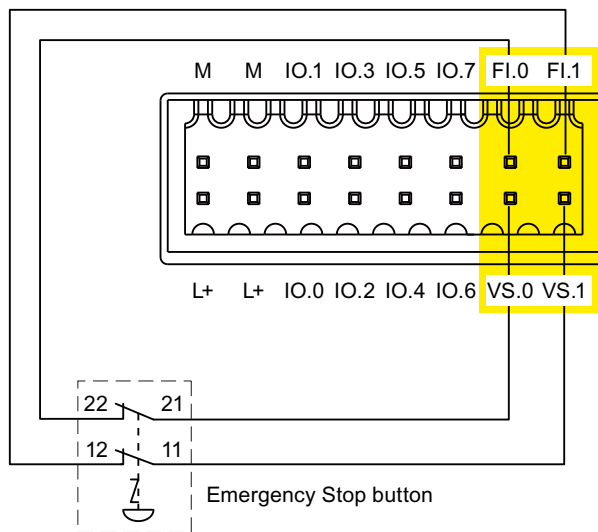 M M IO.1 IO.3 IO.5 IO.7 FI.0 FI.1
L+ L+ IO.0 IO.2 IO.4 IO.6 VS.0 VS.1
22 21
12 11
Emergency Stop button